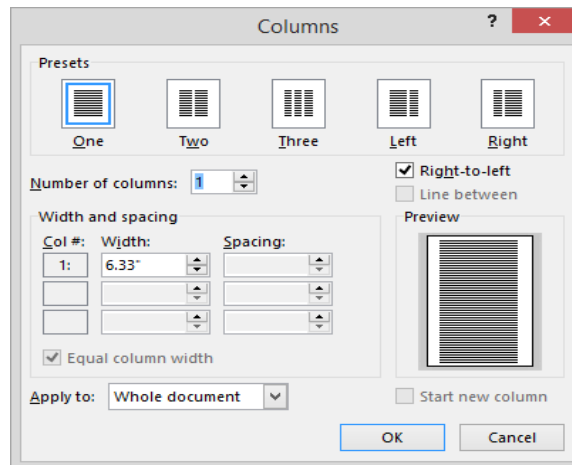 Columns ? ×
Presets
One Two Three Left Right
Number of columns: 1
Right-to-left
Line between
Width and spacing
Col #: Width: Spacing:
1: 6.33"
Equal column width
Preview
Apply to: Whole document
Start new column
OK Cancel